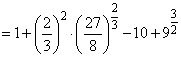 = 1 + (2/3)^2 · (27/8)^(2/3) − 10 + 9^(3/2)